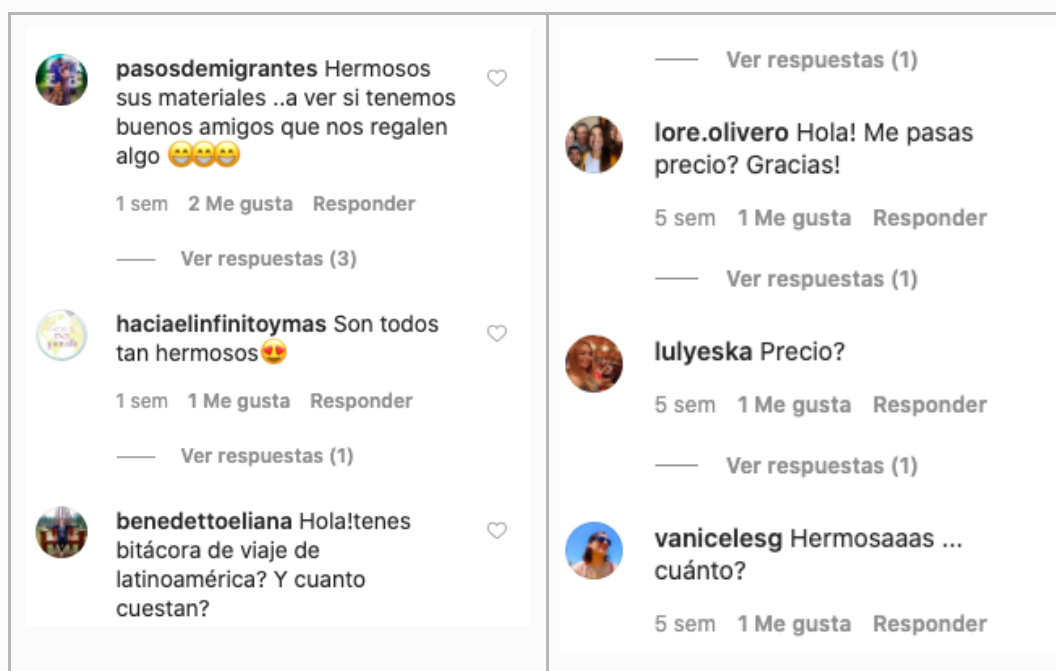 pasosdemigrantes Hermosos
sus materiales ..a ver si tenemos
buenos amigos que nos regalen
algo 😁😁😁
1 sem 2 Me gusta Responder
Ver respuestas (3)
haciaelinfinitoymas Son todos
tan hermosos😍
1 sem 1 Me gusta Responder
Ver respuestas (1)
benedettoeliana Hola!tenes
bitácora de viaje de
latinoamérica? Y cuanto
cuestan?
Ver respuestas (1)
lore.olivero Hola! Me pasas
precio? Gracias!
5 sem 1 Me gusta Responder
Ver respuestas (1)
lulyeska Precio?
5 sem 1 Me gusta Responder
Ver respuestas (1)
vanicelesg Hermosaaas ...
cuánto?
5 sem 1 Me gusta Responder